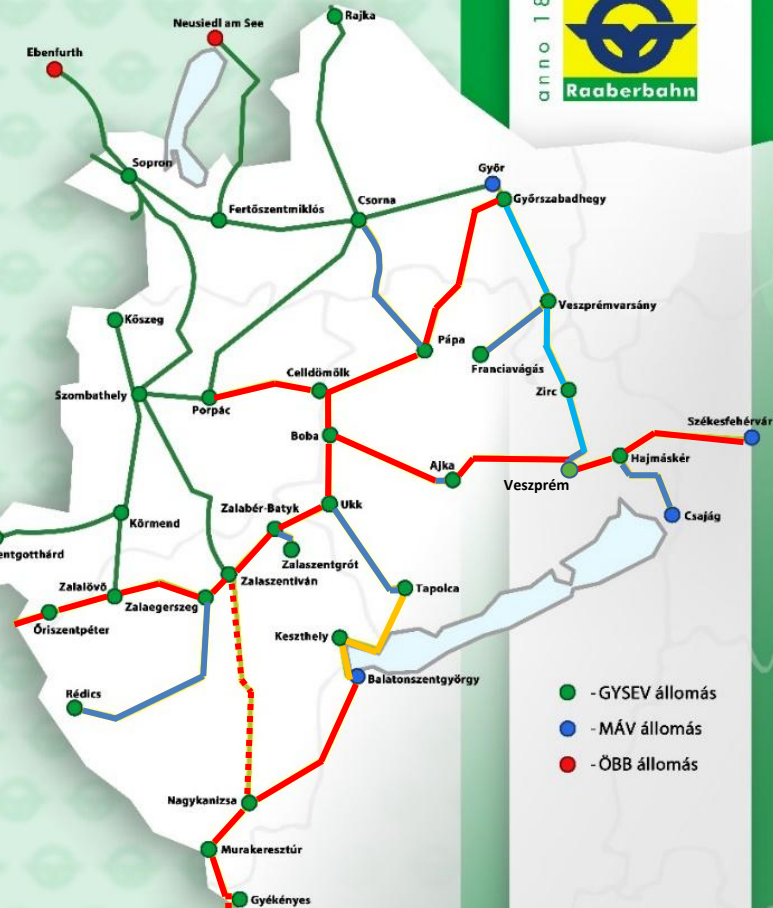 anno 18
Raaberbahn
Rajka
Neusiedl am See
Ebenfurth
Sopron
Győr
Győrszabadhegy
Csorna
Fertőszentmiklós
Veszprémvarsány
Kőszeg
Pápa
Franciavágás
Celldömölk
Szombathely
Porpác
Zirc
Székesfehérvár
Boba
Hajmáskér
Ajka
Veszprém
Zalabér-Batyk
Ukk
Csajág
Körmend
entgotthárd
Zalaszentgrót
Zalaszentiván
Zalalövő
Tapolca
Zalaegerszeg
Őriszentpéter
Keszthely
Balatonszentgyörgy
Rédics
- GYSEV állomás
- MÁV állomás
- ÖBB állomás
Nagykanizsa
Murakeresztúr
Gyékényes